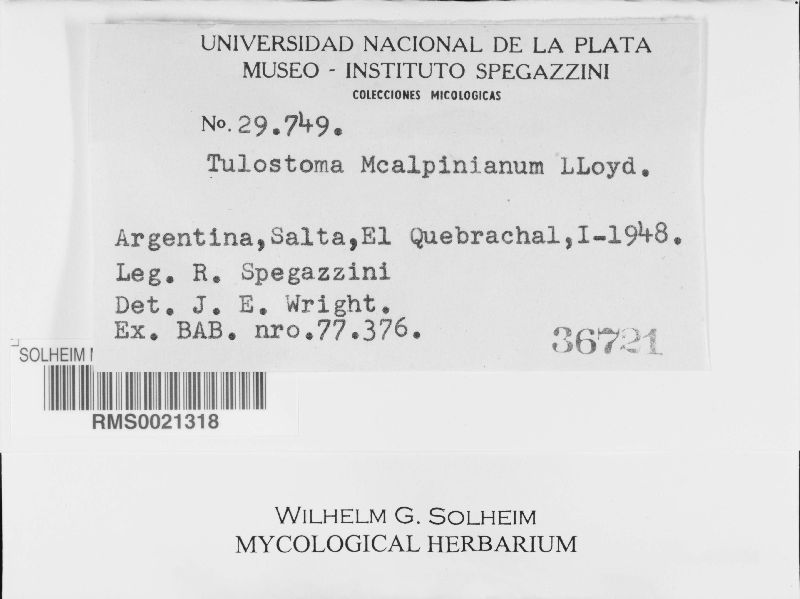 UNIVERSIDAD NACIONAL DE LA PLATA
MUSEO - INSTITUTO SPEGAZZINI
COLECCIONES MICOLOGICAS
No. 29.749.
Tulostoma Mcalpinianum LLoyd.
Argentina,Salta,El Quebrachal,I-1948.
Leg. R. Spegazzini
Det. J. E. Wright.
Ex. BAB. nro.77.376.
36721
SOLHEIM
RMS0021318
WILHELM G. SOLHEIM
MYCOLOGICAL HERBARIUM